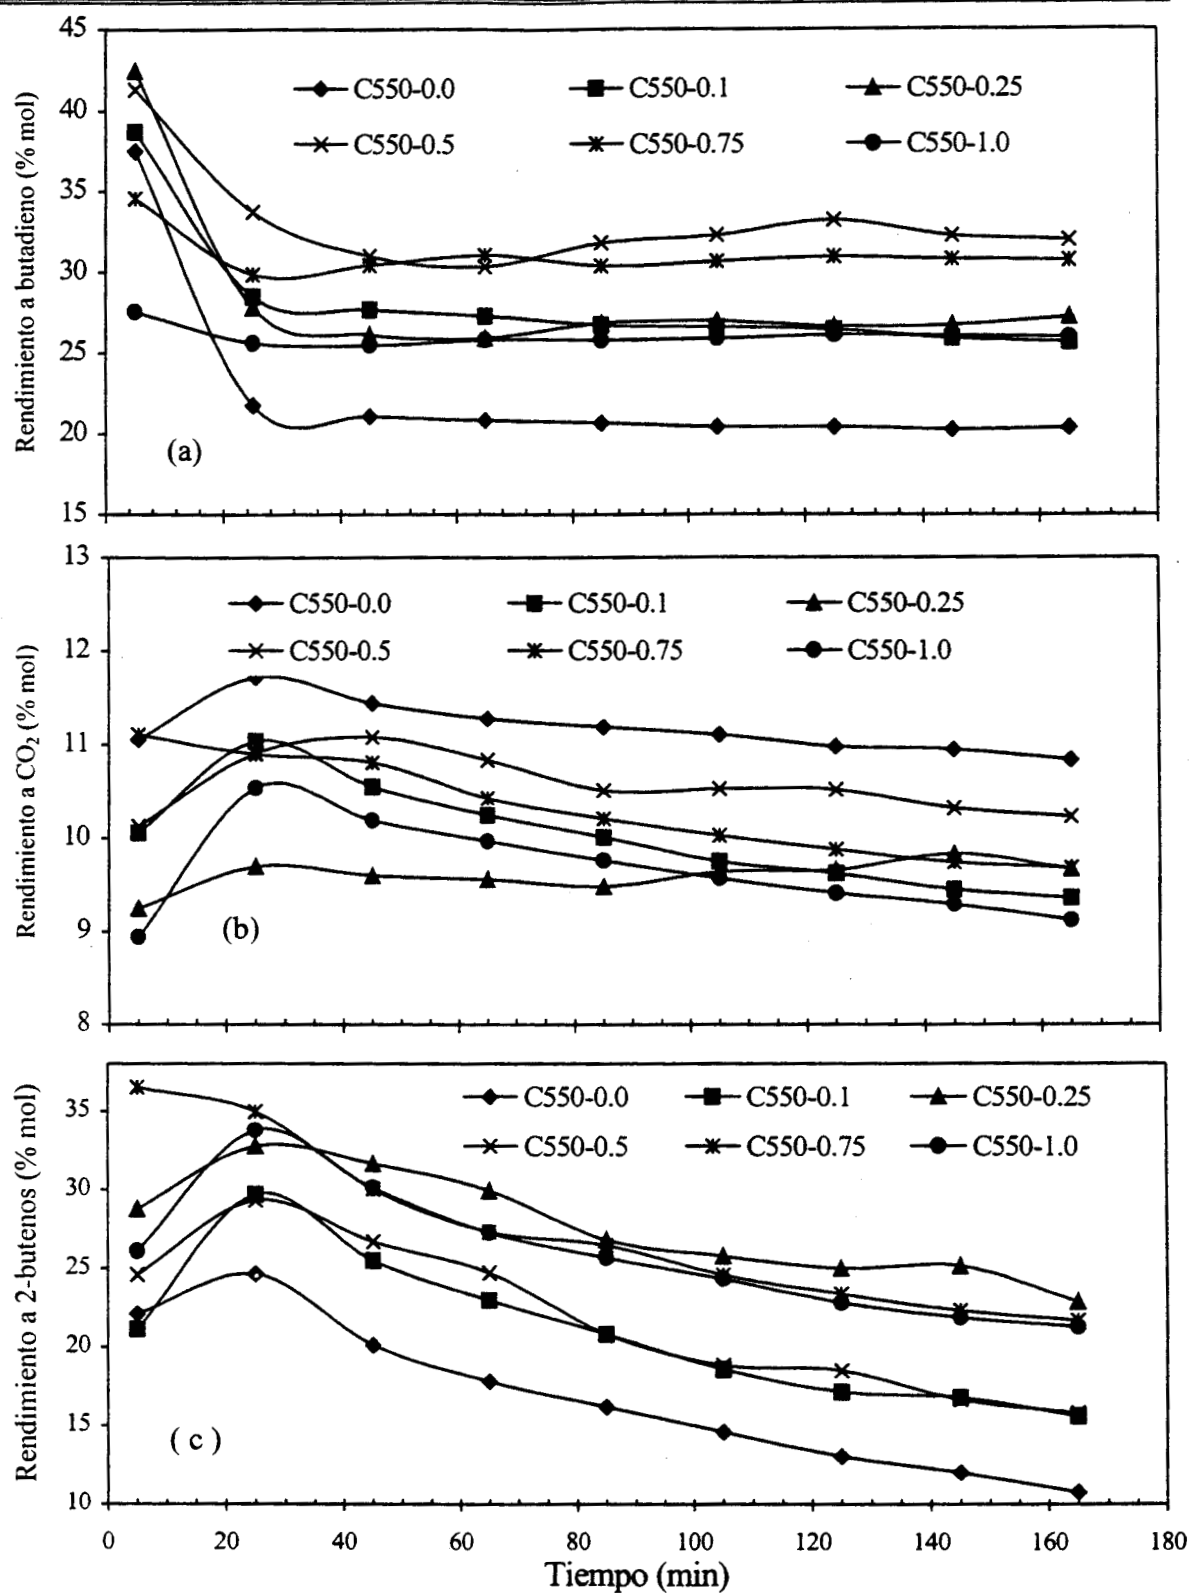 45
40
35
30
25
20
15
Rendimiento a butadieno (% mol)
C550-0.0 C550-0.1 C550-0.25
C550-0.5 C550-0.75 C550-1.0
(a)
13
12
11
10
9
8
Rendimiento a CO₂ (% mol)
C550-0.0 C550-0.1 C550-0.25
C550-0.5 C550-0.75 C550-1.0
(b)
35
30
25
20
15
10
Rendimiento a 2-butenos (% mol)
C550-0.0 C550-0.1 C550-0.25
C550-0.5 C550-0.75 C550-1.0
( c )
0 20 40 60 80 100 120 140 160 180
Tiempo (min)